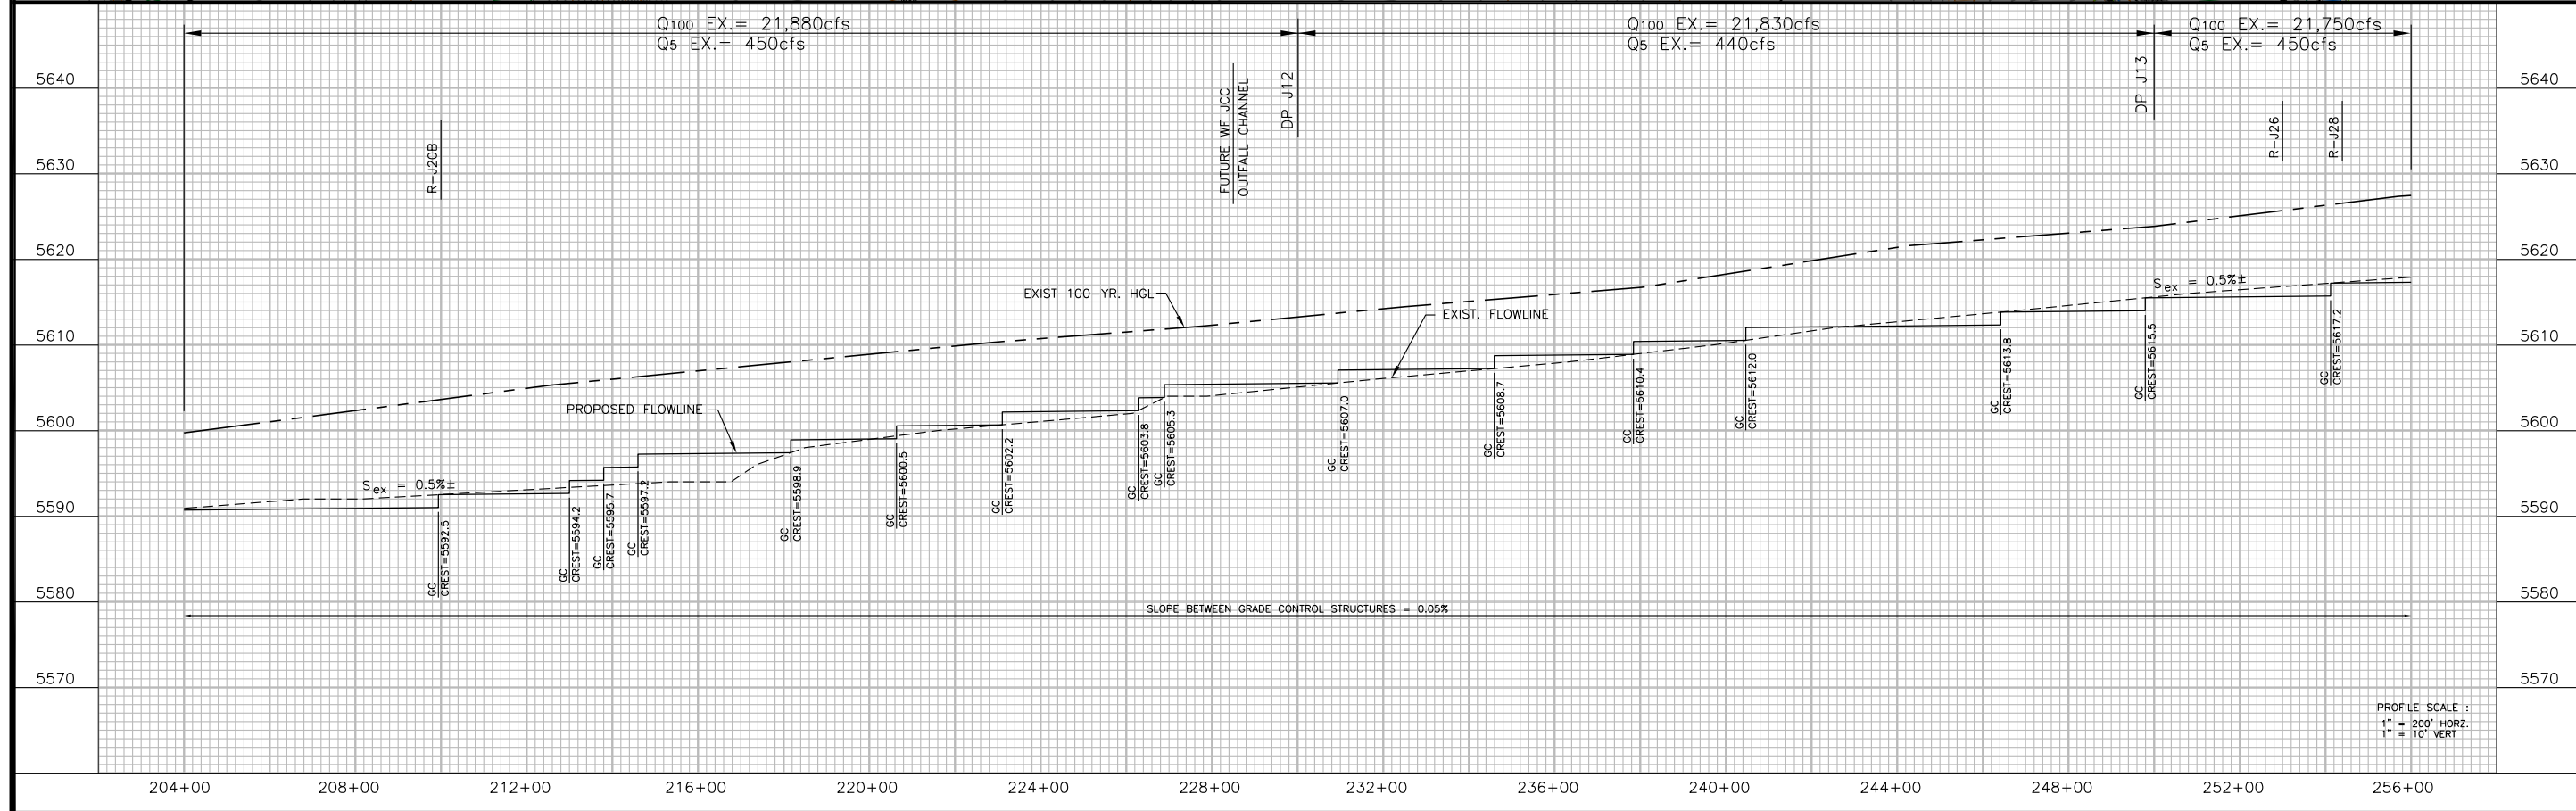 Q100 EX.= 21,880cfs
Q5 EX.= 450cfs
Q100 EX.= 21,830cfs
Q5 EX.= 440cfs
Q100 EX.= 21,750cfs
Q5 EX.= 450cfs
5640
5630
5620
5610
5600
5590
5580
5570
R-J20B
FUTURE WF JCC
OUTFALL CHANNEL
DP J12
DP J13
R-J26
R-J28
EXIST 100-YR. HGL
EXIST. FLOWLINE
PROPOSED FLOWLINE
Sex = 0.5%±
Sex = 0.5%±
GC
CREST=5592.5
GC
CREST=5594.2
GC
CREST=5595.7
GC
CREST=5597.2
GC
CREST=5598.9
GC
CREST=5600.5
GC
CREST=5602.2
GC
CREST=5603.8
GC
CREST=5605.3
GC
CREST=5607.0
GC
CREST=5608.7
GC
CREST=5610.4
GC
CREST=5612.0
GC
CREST=5613.8
GC
CREST=5615.5
GC
CREST=5617.2
SLOPE BETWEEN GRADE CONTROL STRUCTURES = 0.05%
5640
5630
5620
5610
5600
5590
5580
5570
PROFILE SCALE :
1" = 200' HORZ.
1" = 10' VERT
204+00
208+00
212+00
216+00
220+00
224+00
228+00
232+00
236+00
240+00
244+00
248+00
252+00
256+00